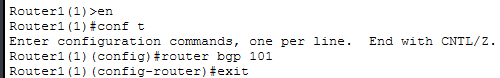 Router1(1)>en
Router1(1)#conf t
Enter configuration commands, one per line.  End with CNTL/Z.
Router1(1)(config)#router bgp 101
Router1(1)(config-router)#exit